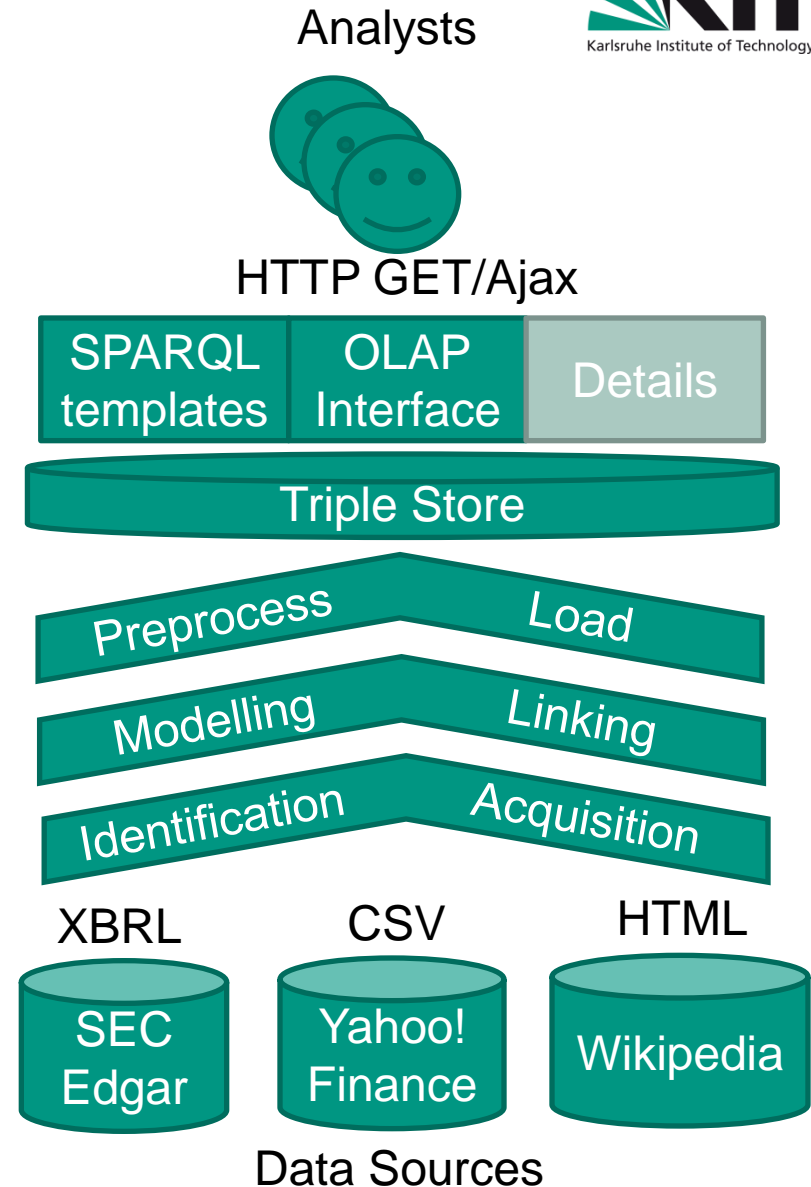 Analysts
KIT
Karlsruhe Institute of Technology
HTTP GET/Ajax
SPARQL
templates
OLAP
Interface
Details
Triple Store
Preprocess
Load
Modelling
Linking
Identification
Acquisition
XBRL
CSV
HTML
SEC
Edgar
Yahoo!
Finance
Wikipedia
Data Sources